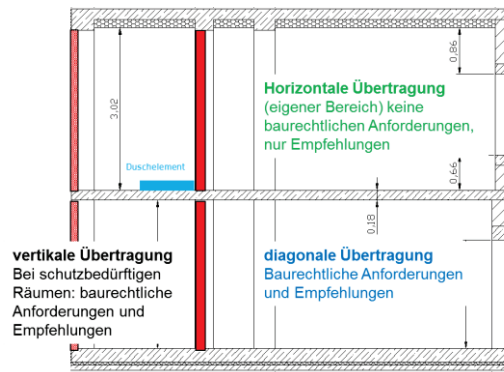 0,86
3,02
Horizontale Übertragung
(eigener Bereich) keine
baurechtlichen Anforderungen,
nur Empfehlungen
Duschelement
0,66
0,18
vertikale Übertragung
Bei schutzbedürftigen
Räumen: baurechtliche
Anforderungen und
Empfehlungen
diagonale Übertragung
Baurechtliche Anforderungen
und Empfehlungen